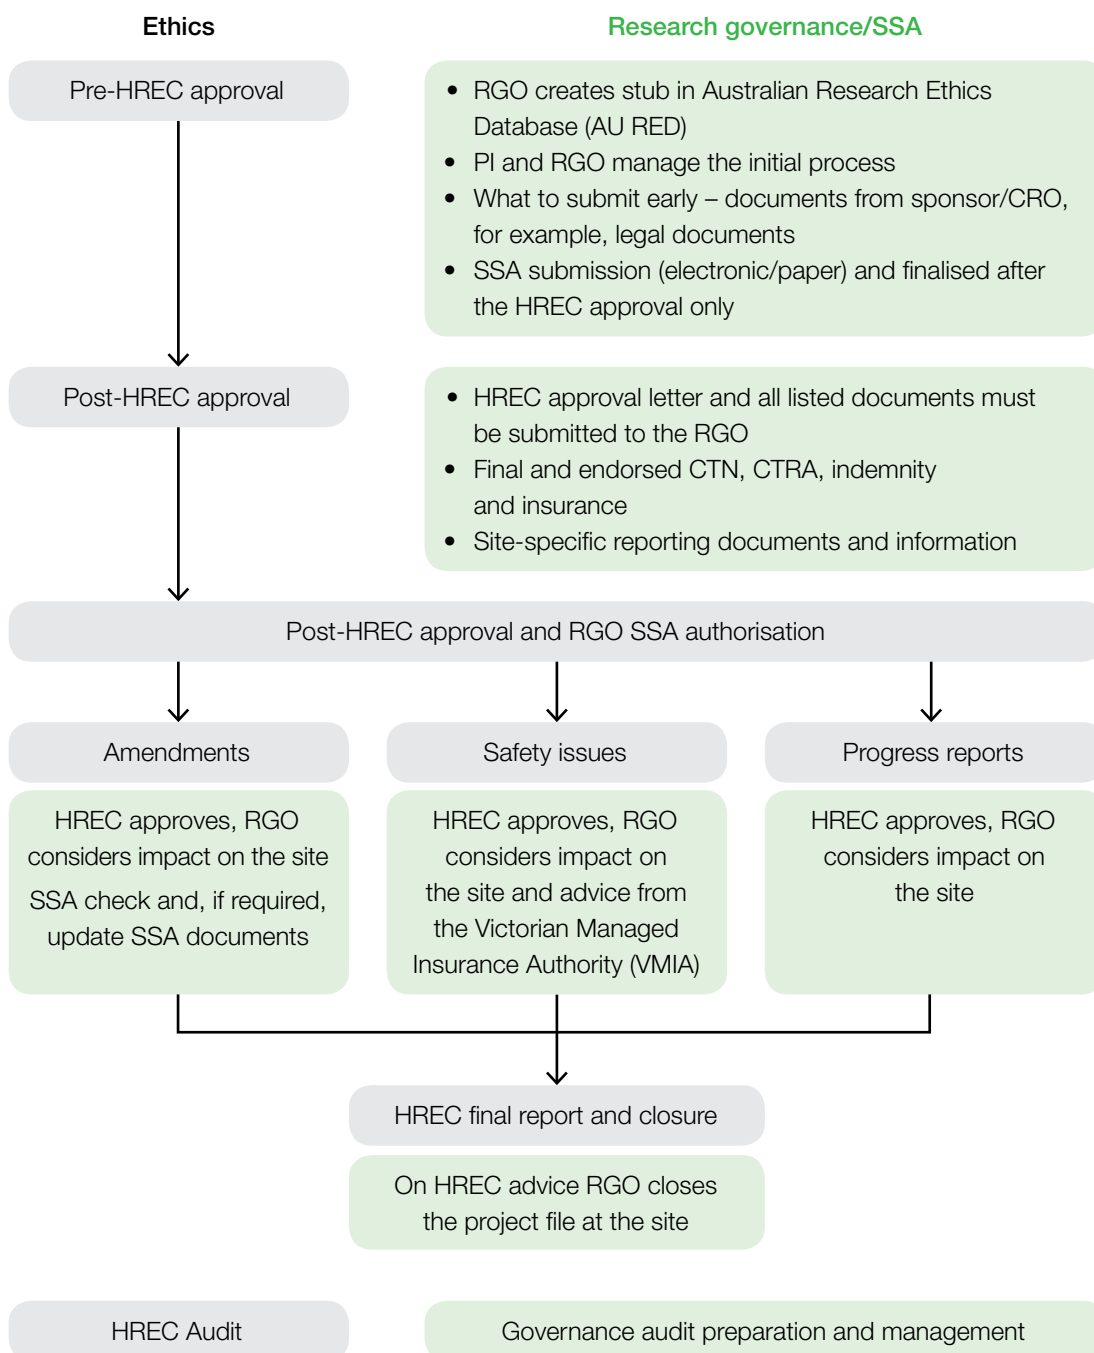 Ethics
Research governance/SSA
Pre-HREC approval
• RGO creates stub in Australian Research Ethics
Database (AU RED)
• PI and RGO manage the initial process
• What to submit early – documents from sponsor/CRO,
for example, legal documents
• SSA submission (electronic/paper) and finalised after
the HREC approval only
Post-HREC approval
• HREC approval letter and all listed documents must
be submitted to the RGO
• Final and endorsed CTN, CTRA, indemnity
and insurance
• Site-specific reporting documents and information
Post-HREC approval and RGO SSA authorisation
Amendments
HREC approves, RGO
considers impact on the site
SSA check and, if required,
update SSA documents
Safety issues
HREC approves, RGO
considers impact on
the site and advice from
the Victorian Managed
Insurance Authority (VMIA)
Progress reports
HREC approves, RGO
considers impact on
the site
HREC final report and closure
On HREC advice RGO closes
the project file at the site
HREC Audit
Governance audit preparation and management